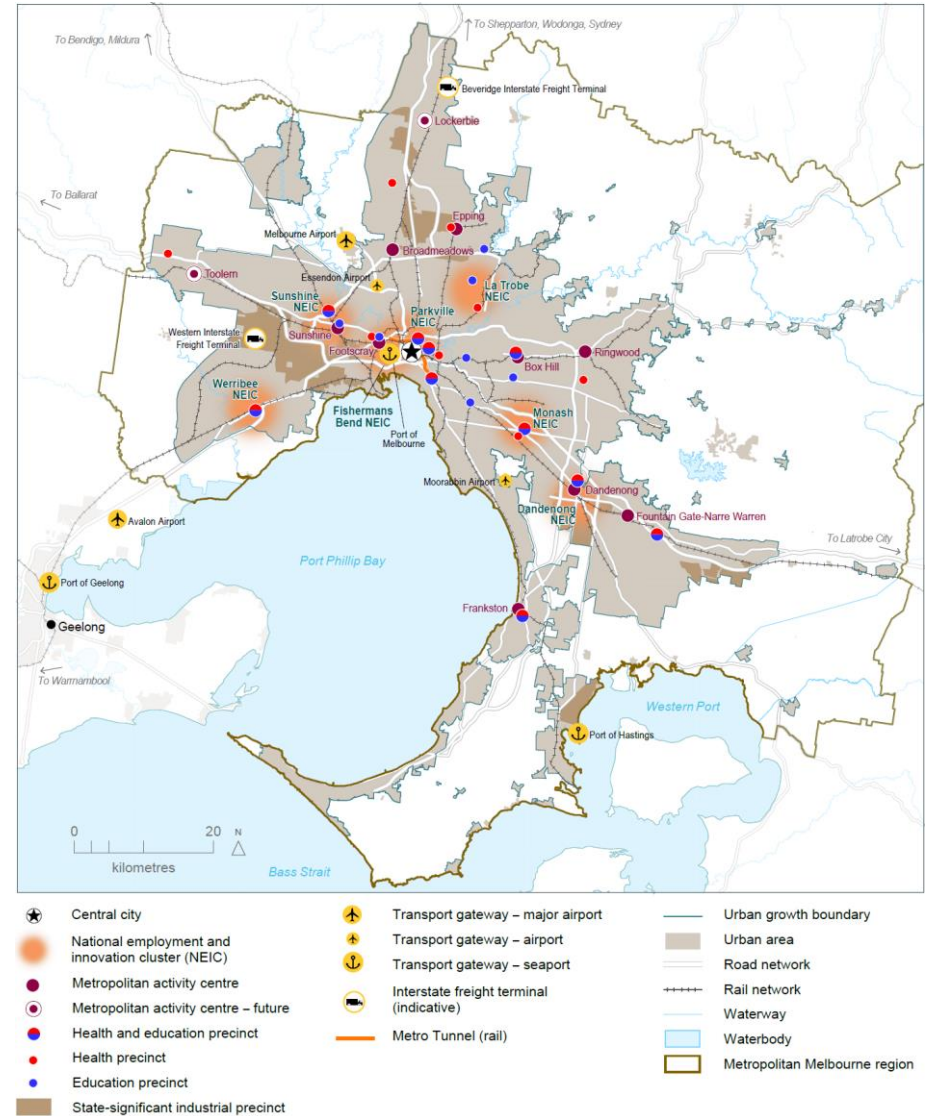 To Shepparton, Wodonga, Sydney
To Bendigo, Mildura
Beveridge Interstate Freight Terminal
Lockerbie
To Ballarat
Epping
Melbourne Airport
Broadmeadows
Essendon Airport
Toolern
La Trobe
NEIC
Sunshine
NEIC
Parkville
NEIC
Western Interstate
Freight Terminal
Sunshine
Footscray
Ringwood
Box Hill
Werribee
NEIC
Fishermans
Bend NEIC
Port of
Melbourne
Monash
NEIC
Moorabbin Airport
Dandenong
Dandenong
NEIC
Fountain Gate-Narre Warren
Avalon Airport
To Latrobe City
Port Phillip Bay
Port of Geelong
Geelong
Frankston
To Warrnambool
Western Port
Port of Hastings
0 20 N
kilometres
Bass Strait
Central city
National employment and
innovation cluster (NEIC)
Metropolitan activity centre
Metropolitan activity centre – future
Health and education precinct
Health precinct
Education precinct
State-significant industrial precinct
Transport gateway – major airport
Transport gateway – airport
Transport gateway – seaport
Interstate freight terminal
(indicative)
Metro Tunnel (rail)
Urban growth boundary
Urban area
Road network
Rail network
Waterway
Waterbody
Metropolitan Melbourne region